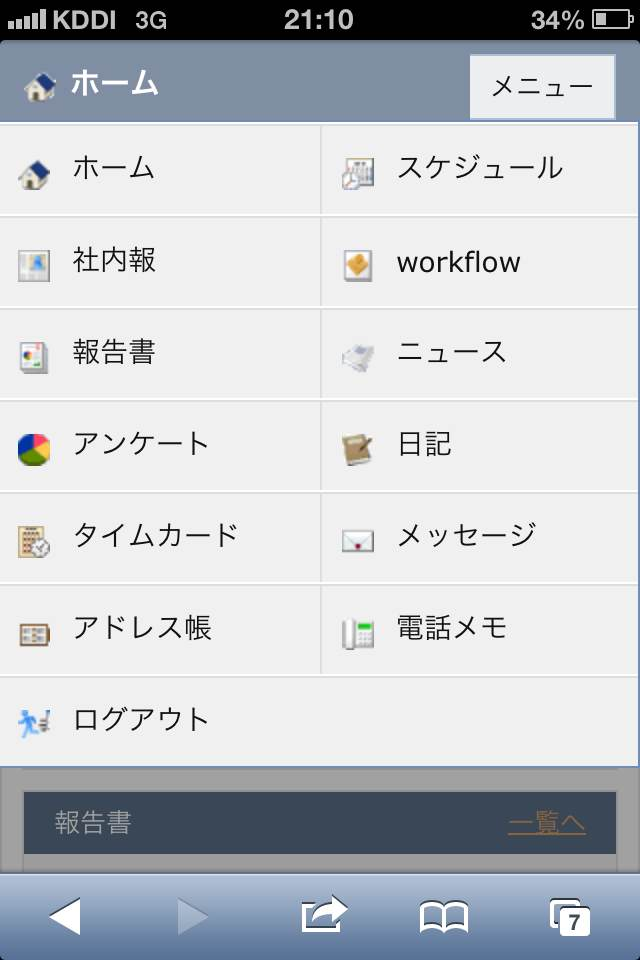 KDDI 3G 21:10 34%
ホーム メニュー
ホーム スケジュール
社内報 workflow
報告書 ニュース
アンケート 日記
タイムカード メッセージ
アドレス帳 電話メモ
ログアウト
報告書 一覧へ
7